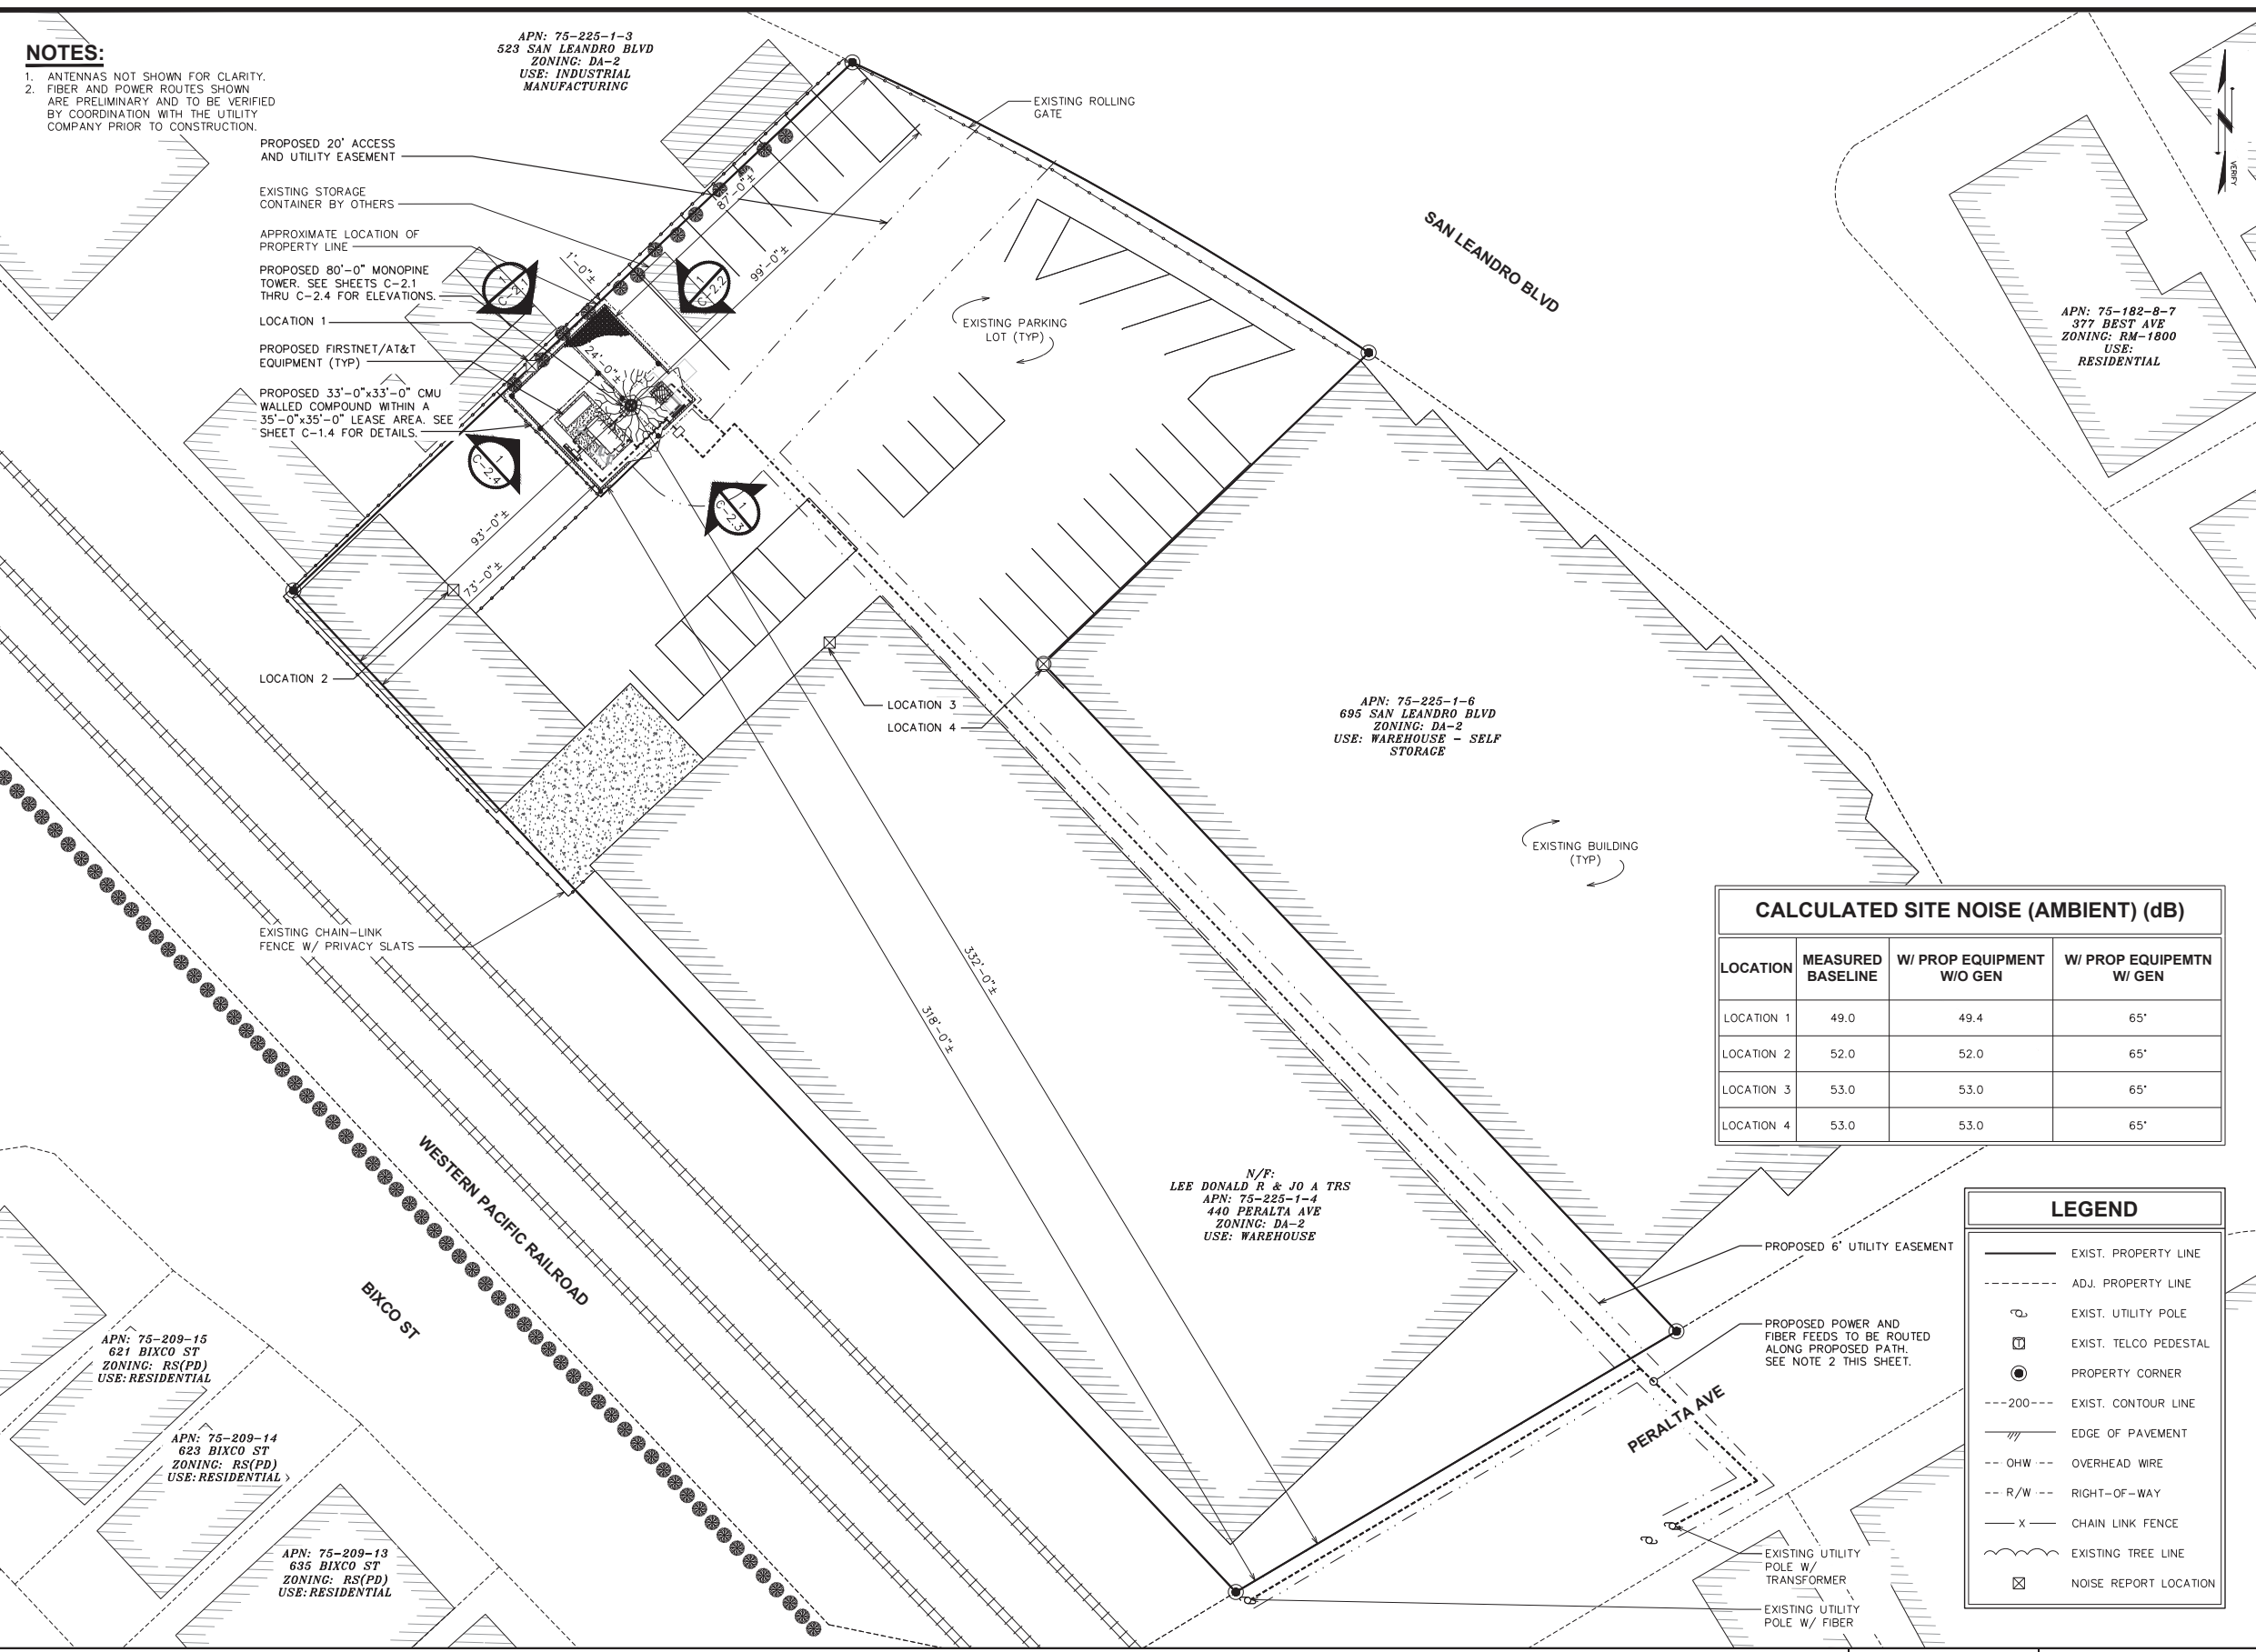 NOTES:
1. ANTENNAS NOT SHOWN FOR CLARITY.
2. FIBER AND POWER ROUTES SHOWN
ARE PRELIMINARY AND TO BE VERIFIED
BY COORDINATION WITH THE UTILITY
COMPANY PRIOR TO CONSTRUCTION.
APN: 75-225-1-3
523 SAN LEANDRO BLVD
ZONING: DA-2
USE: INDUSTRIAL
MANUFACTURING
EXISTING ROLLING
GATE
VERIFY
PROPOSED 20' ACCESS
AND UTILITY EASEMENT
EXISTING STORAGE
CONTAINER BY OTHERS
APPROXIMATE LOCATION OF
PROPERTY LINE
PROPOSED 80'-0" MONOPINE
TOWER. SEE SHEETS C-2.1
THRU C-2.4 FOR ELEVATIONS.
LOCATION 1
PROPOSED FIRSTNET/AT&T
EQUIPMENT (TYP)
PROPOSED 33'-0"x33'-0" CMU
WALLED COMPOUND WITHIN A
35'-0"x35'-0" LEASE AREA. SEE
SHEET C-1.4 FOR DETAILS.
87'-0"±
99'-0"±
1'-0"±
24'-0"±
1
C-2.1
1
C-2.2
1
C-2.4
1
C-2.3
93'-0"±
73'-0"±
EXISTING PARKING
LOT (TYP)
SAN LEANDRO BLVD
APN: 75-182-8-7
377 BEST AVE
ZONING: RM-1800
USE:
RESIDENTIAL
LOCATION 2
LOCATION 3
LOCATION 4
APN: 75-225-1-6
695 SAN LEANDRO BLVD
ZONING: DA-2
USE: WAREHOUSE - SELF
STORAGE
EXISTING BUILDING
(TYP)
EXISTING CHAIN-LINK
FENCE W/ PRIVACY SLATS
332'-0"±
318'-0"±
CALCULATED SITE NOISE (AMBIENT) (dB)
LOCATION MEASURED BASELINE W/ PROP EQUIPMENT W/O GEN W/ PROP EQUIPEMTN W/ GEN
LOCATION 1 49.0 49.4 65*
LOCATION 2 52.0 52.0 65*
LOCATION 3 53.0 53.0 65*
LOCATION 4 53.0 53.0 65*
WESTERN PACIFIC RAILROAD
BIXCO ST
N/F:
LEE DONALD R & JO A TRS
APN: 75-225-1-4
440 PERALTA AVE
ZONING: DA-2
USE: WAREHOUSE
PROPOSED 6' UTILITY EASEMENT
PROPOSED POWER AND
FIBER FEEDS TO BE ROUTED
ALONG PROPOSED PATH.
SEE NOTE 2 THIS SHEET.
PERALTA AVE
EXISTING UTILITY
POLE W/
TRANSFORMER
EXISTING UTILITY
POLE W/ FIBER
APN: 75-209-15
621 BIXCO ST
ZONING: RS(PD)
USE: RESIDENTIAL
APN: 75-209-14
623 BIXCO ST
ZONING: RS(PD)
USE: RESIDENTIAL
APN: 75-209-13
635 BIXCO ST
ZONING: RS(PD)
USE: RESIDENTIAL
LEGEND
EXIST. PROPERTY LINE
ADJ. PROPERTY LINE
EXIST. UTILITY POLE
T EXIST. TELCO PEDESTAL
PROPERTY CORNER
---200--- EXIST. CONTOUR LINE
EDGE OF PAVEMENT
-- OHW -- OVERHEAD WIRE
-- R/W -- RIGHT-OF-WAY
X CHAIN LINK FENCE
EXISTING TREE LINE
NOISE REPORT LOCATION